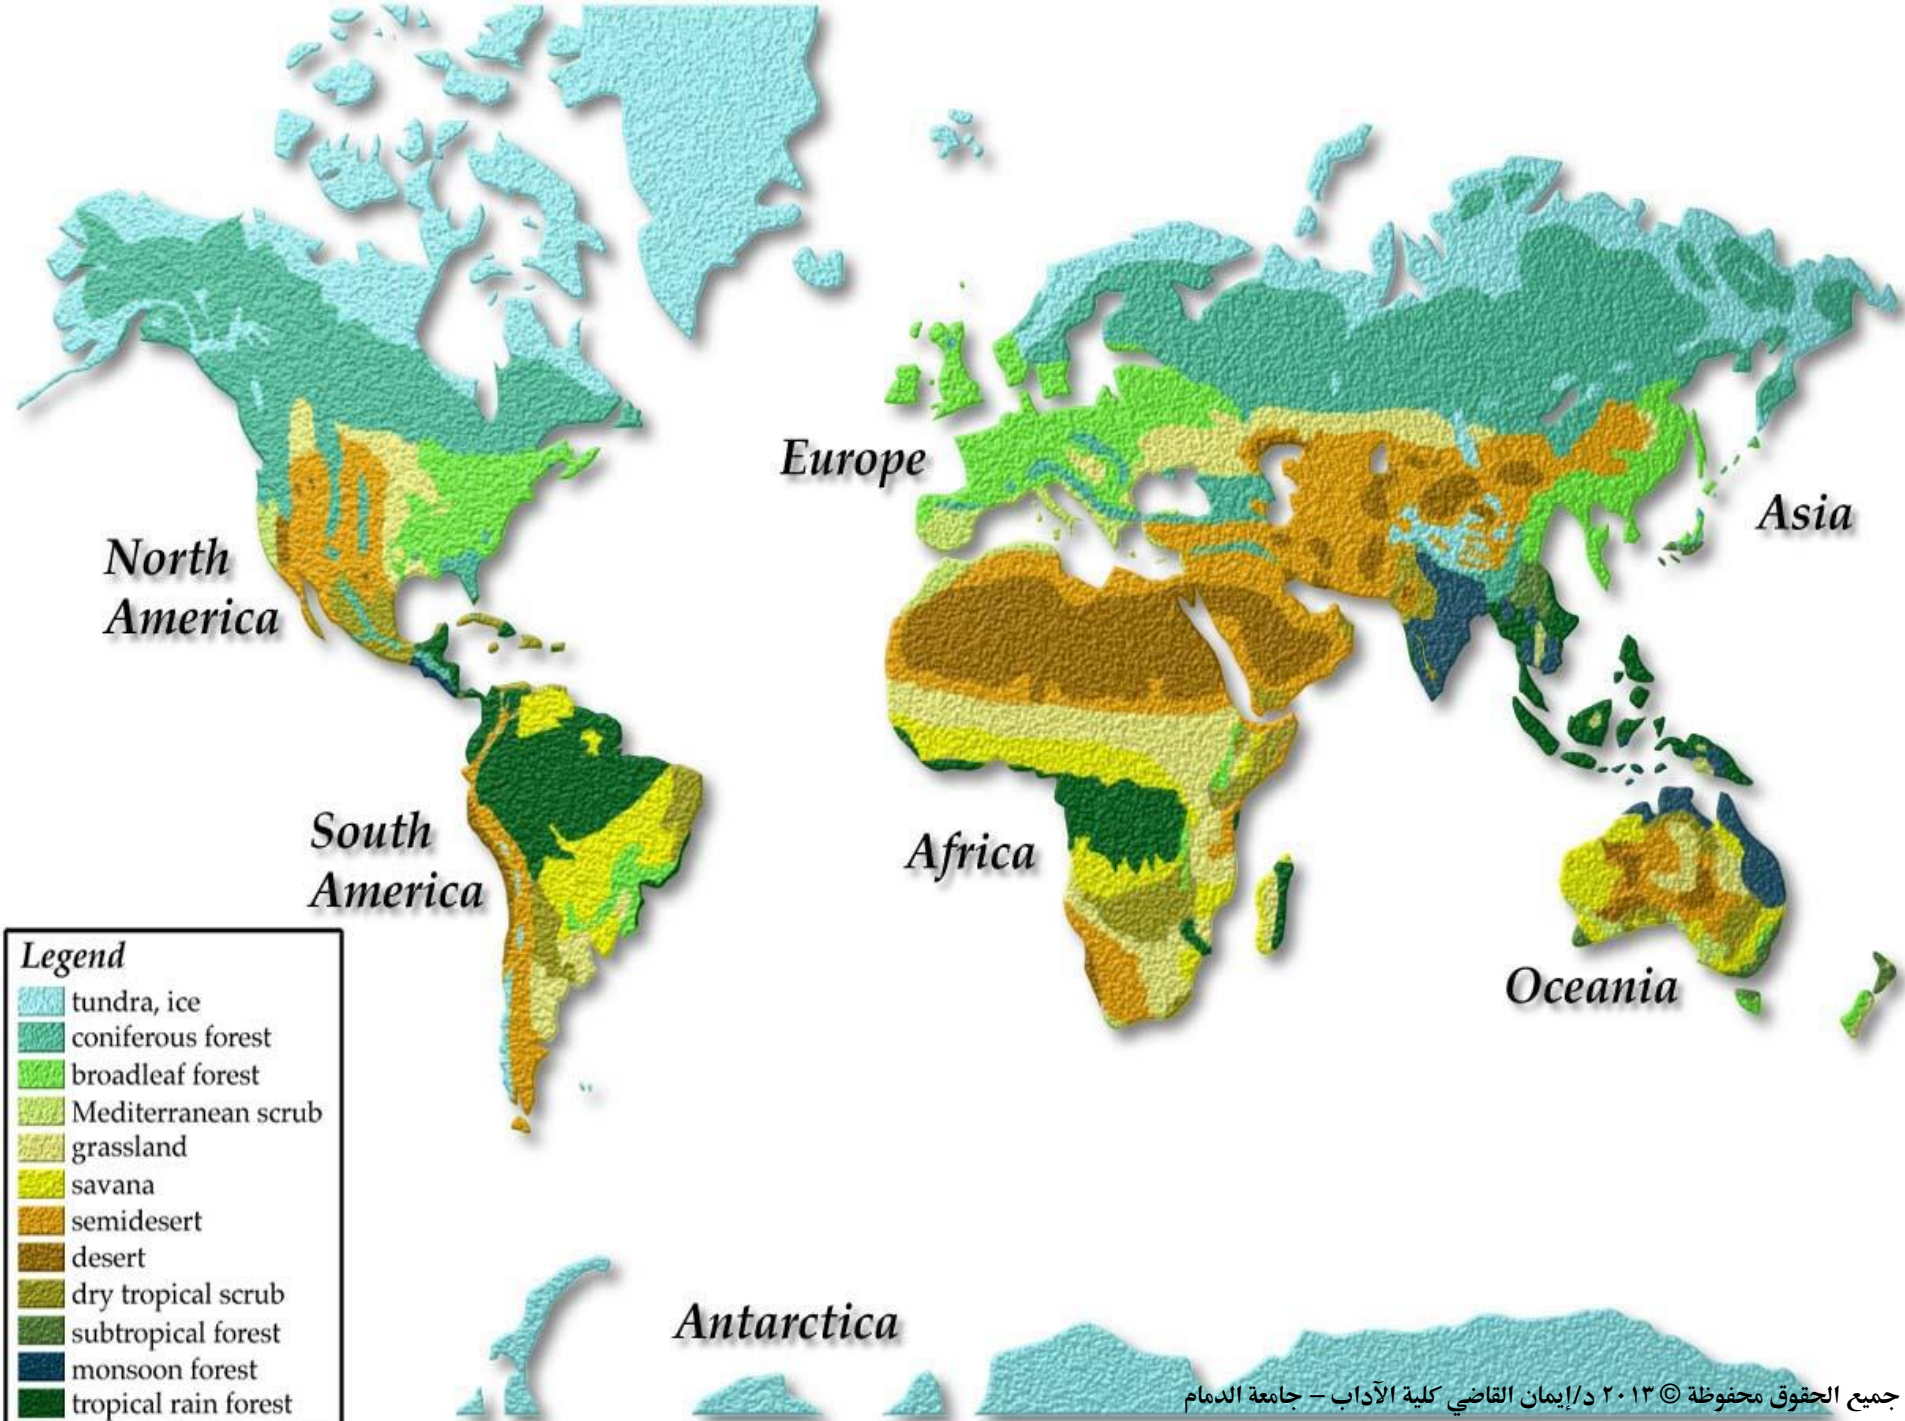 Europe
Asia
North
America
South
America
Africa
Oceania
Legend
tundra, ice
coniferous forest
broadleaf forest
Mediterranean scrub
grassland
savana
semidesert
desert
dry tropical scrub
subtropical forest
monsoon forest
tropical rain forest
Antarctica
جميع الحقوق محفوظة © ٢٠١٣ د/إيمان القاضي كلية الآداب – جامعة الدمام